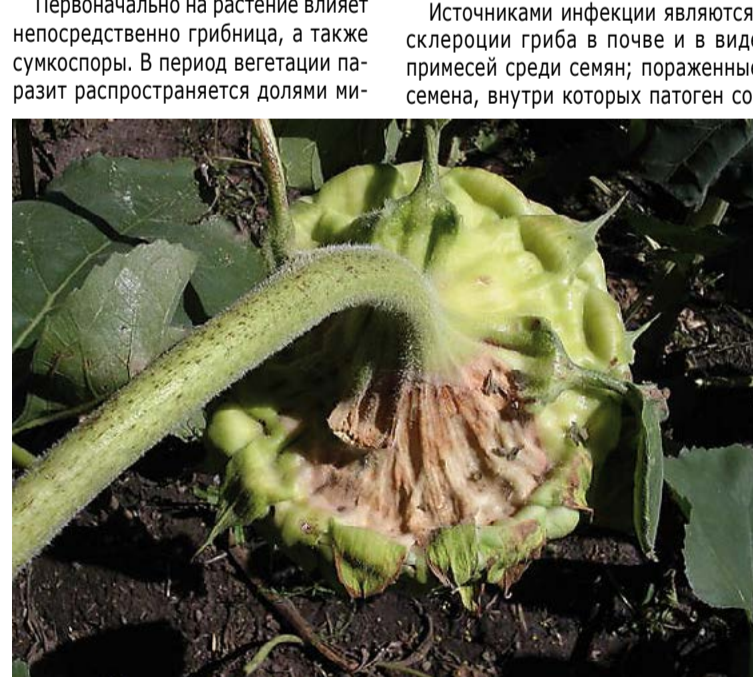 Первоначально на растение влияет
непосредственно грибница, а также
сумкоспоры. В период вегетации па-
разит распространяется долями ми-
Источниками инфекции являются
склероции гриба в почве и в виде
примесей среди семян; пораженные
семена, внутри которых патоген со-